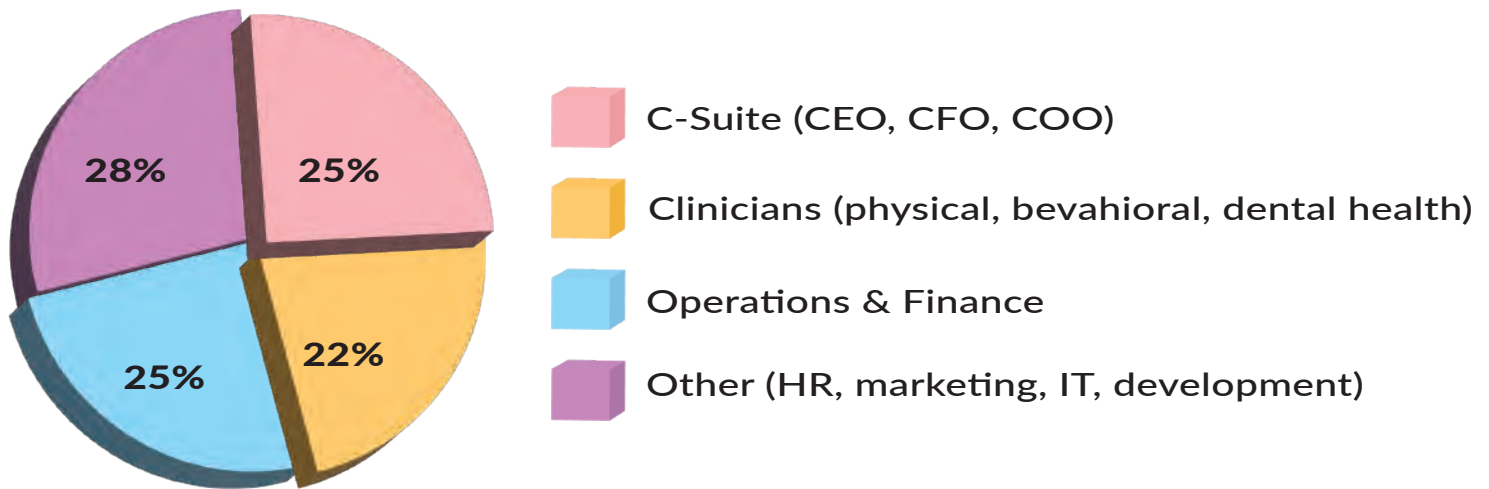 28%
25%
25%
22%
C-Suite (CEO, CFO, COO)
Clinicians (physical, bevahioral, dental health)
Operations & Finance
Other (HR, marketing, IT, development)